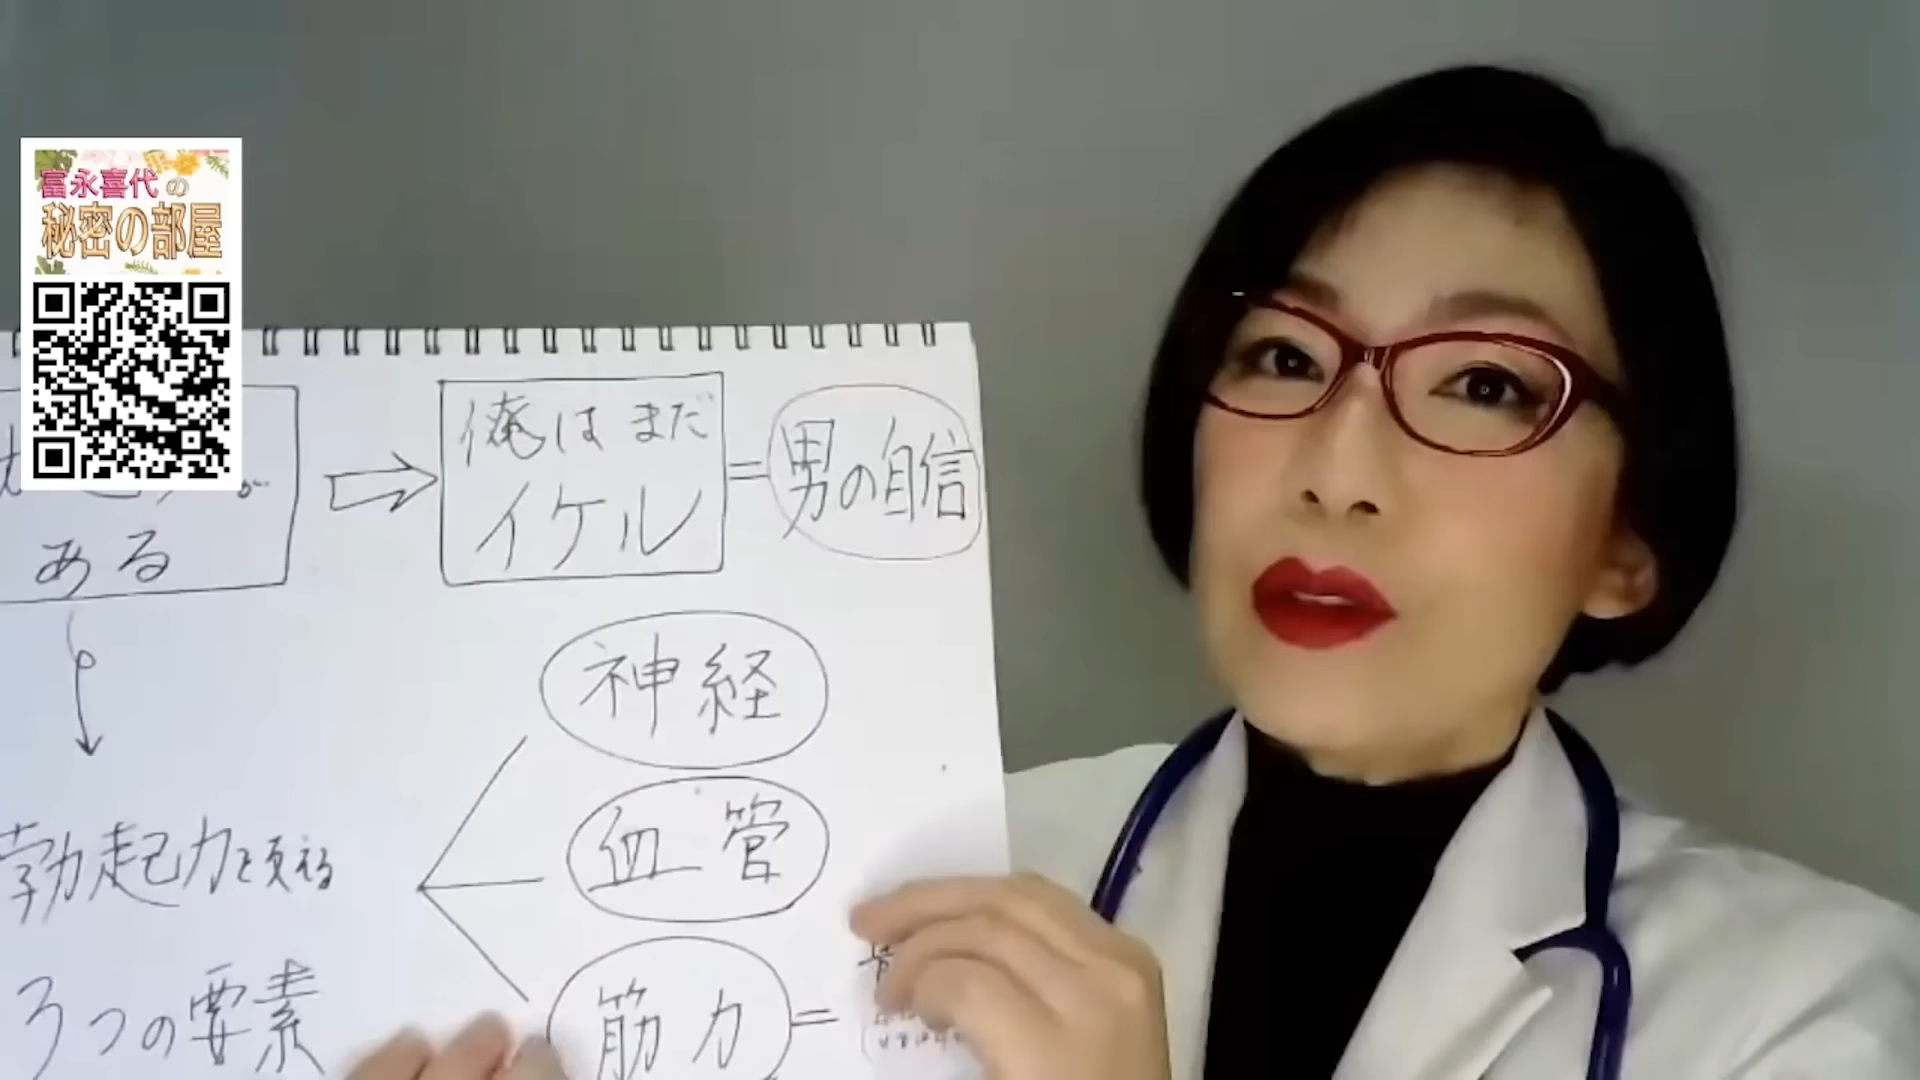 富永喜代の
秘密の部屋
ある
俺はまだ
イケル
=
男の自信
神経
血管
勃起力を支える
3つの要素
筋力
=